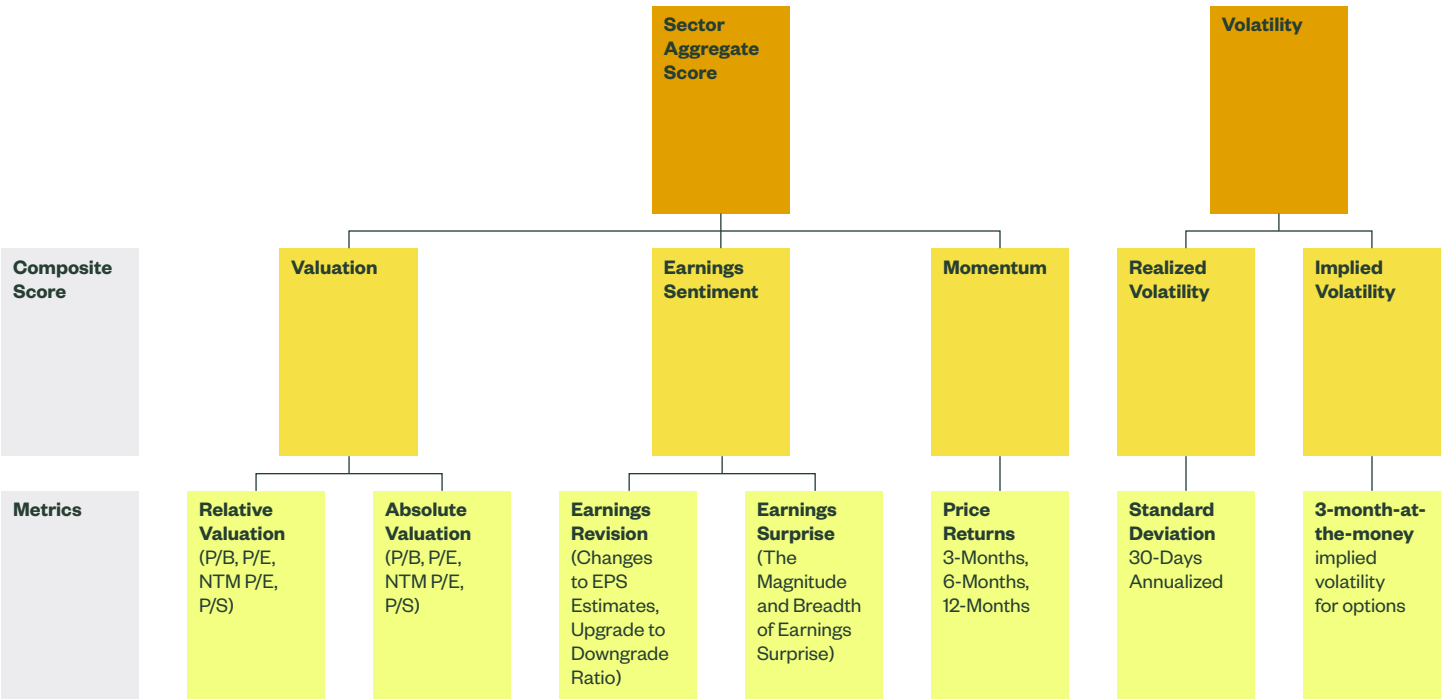 Sector
Aggregate
Score
Volatility
Composite
Score
Valuation
Earnings
Sentiment
Momentum
Realized
Volatility
Implied
Volatility
Metrics
Relative
Valuation
(P/B, P/E,
NTM P/E,
P/S)
Absolute
Valuation
(P/B, P/E,
NTM P/E,
P/S)
Earnings
Revision
(Changes
to EPS
Estimates,
Upgrade to
Downgrade
Ratio)
Earnings
Surprise
(The
Magnitude
and Breadth
of Earnings
Surprise)
Price
Returns
3-Months,
6-Months,
12-Months
Standard
Deviation
30-Days
Annualized
3-month-at-
the-money
implied
volatility
for options